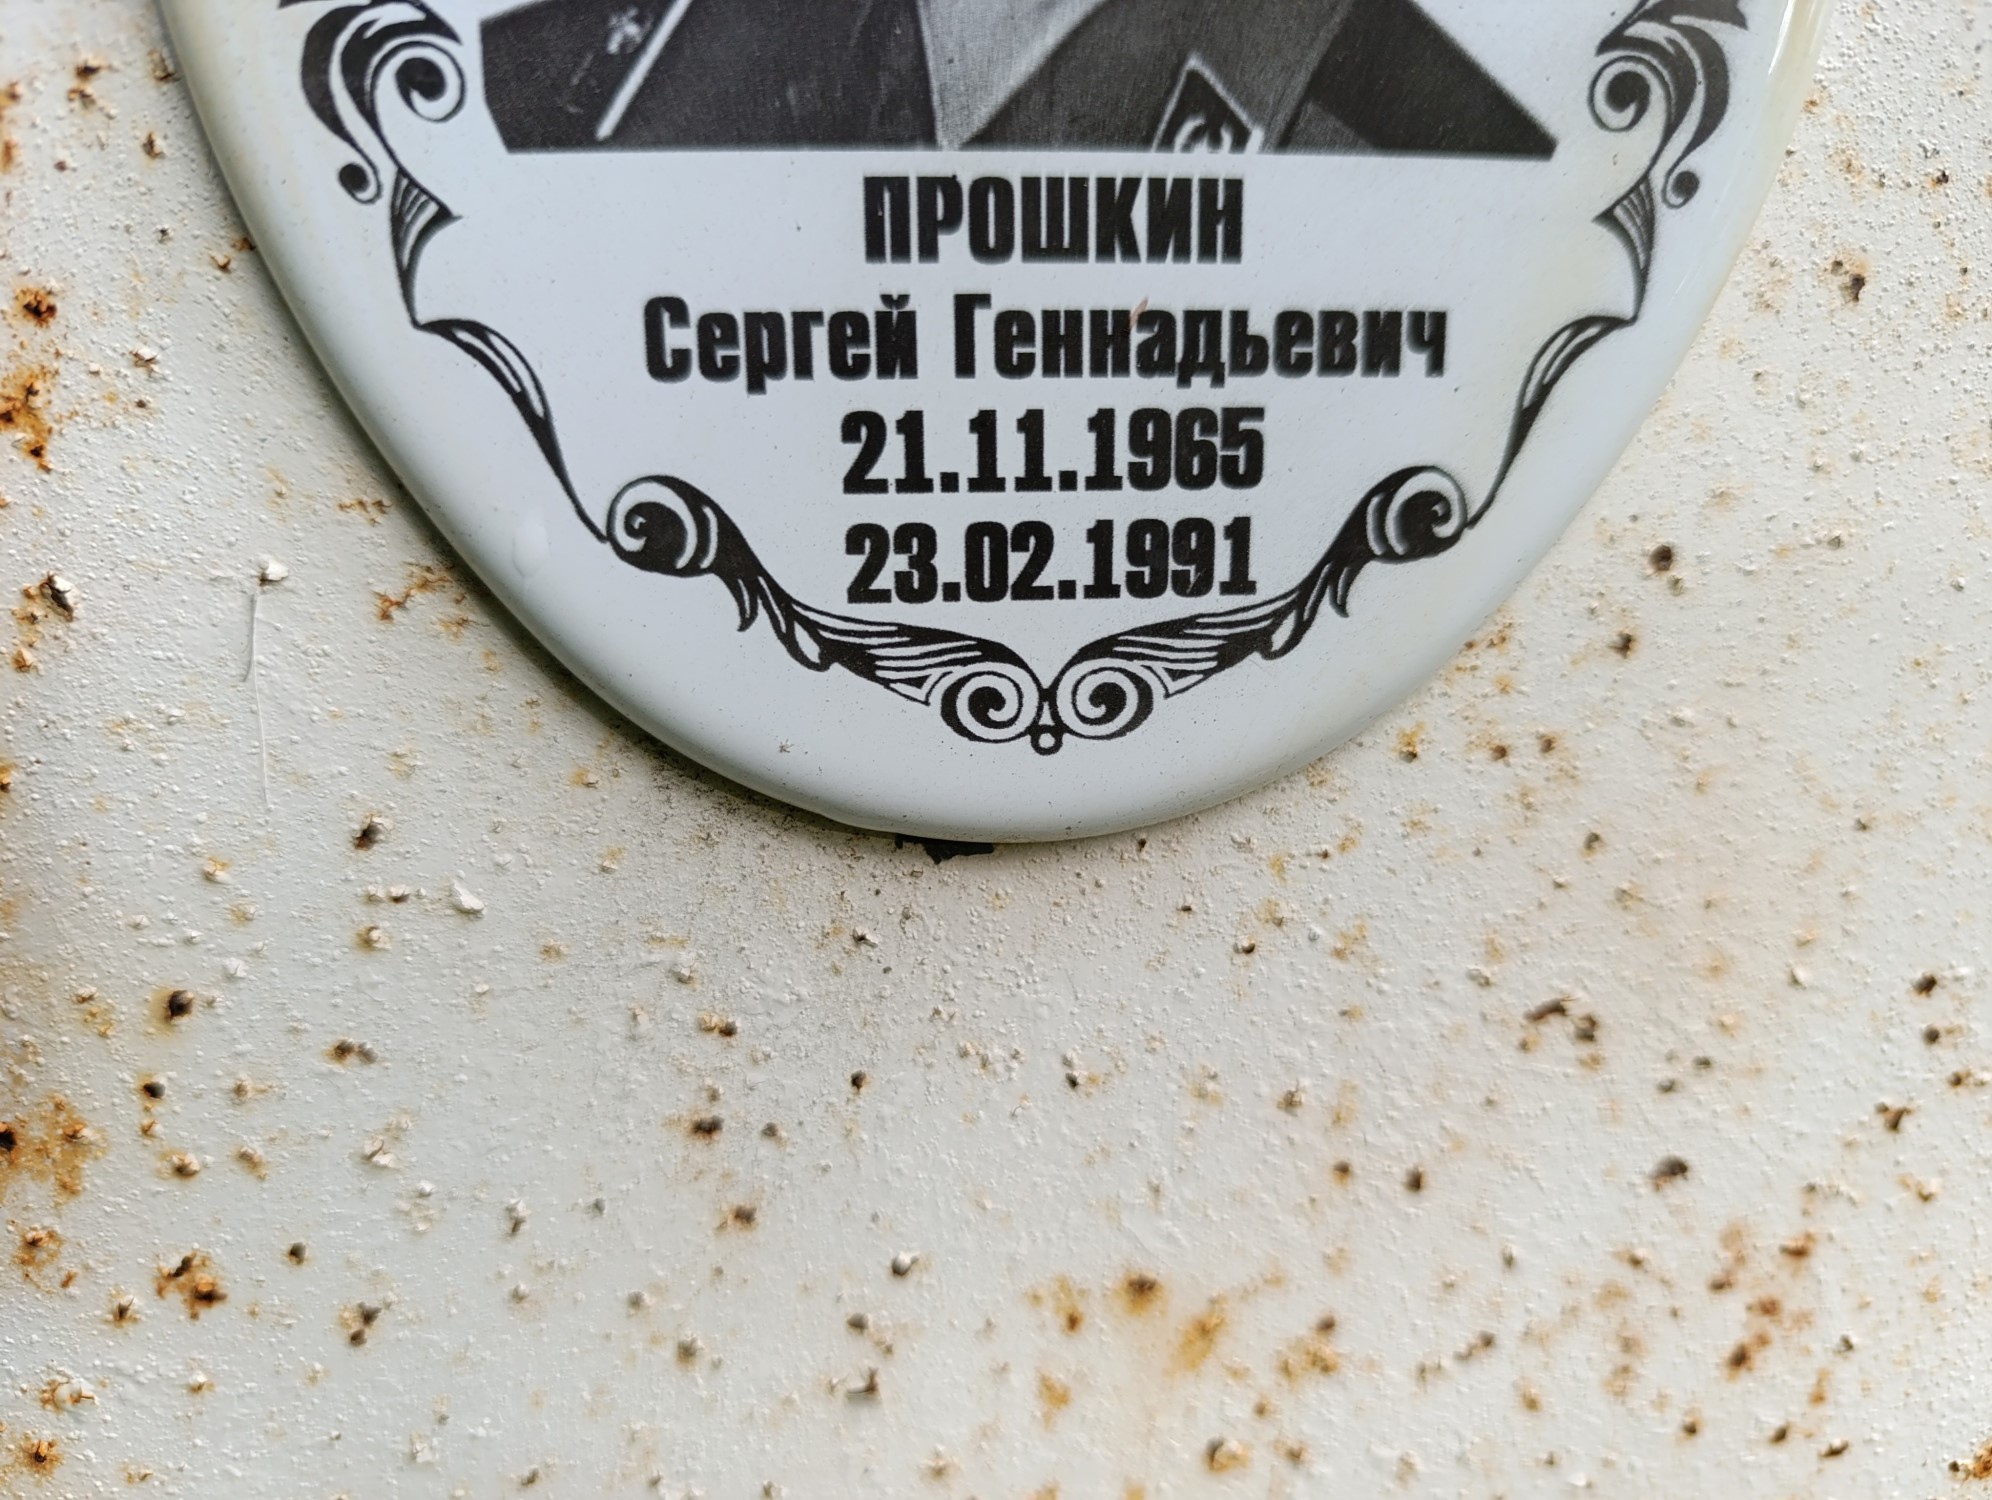 ПРОШКИН
Сергей Геннадьевич
21.11.1965
23.02.1991